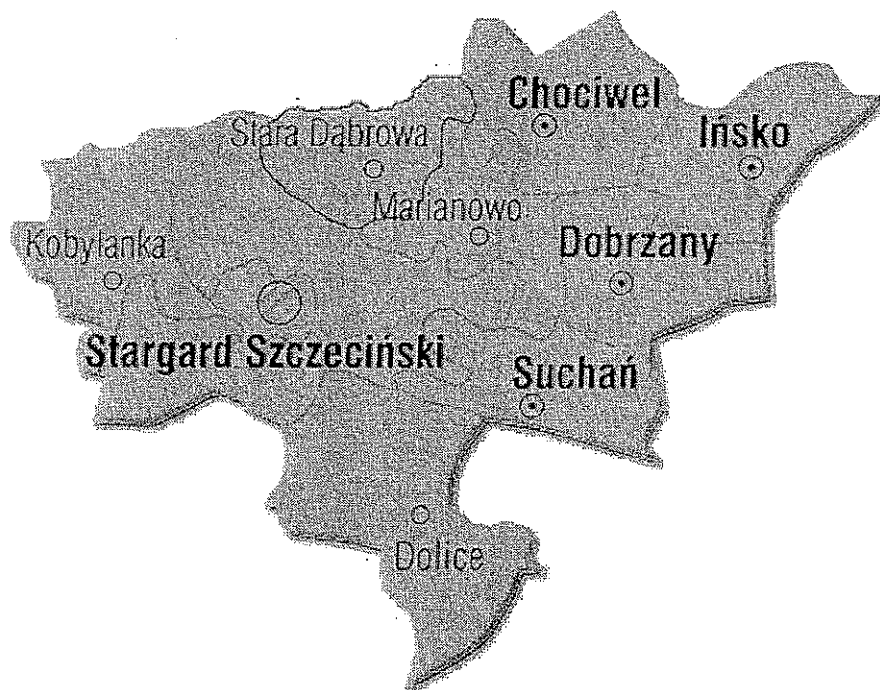 Chociwel
Stara Dąbrowa
Ińsko
Marianowo
Kobylanka
Dobrzany
Stargard Szczeciński
Suchań
Dolice